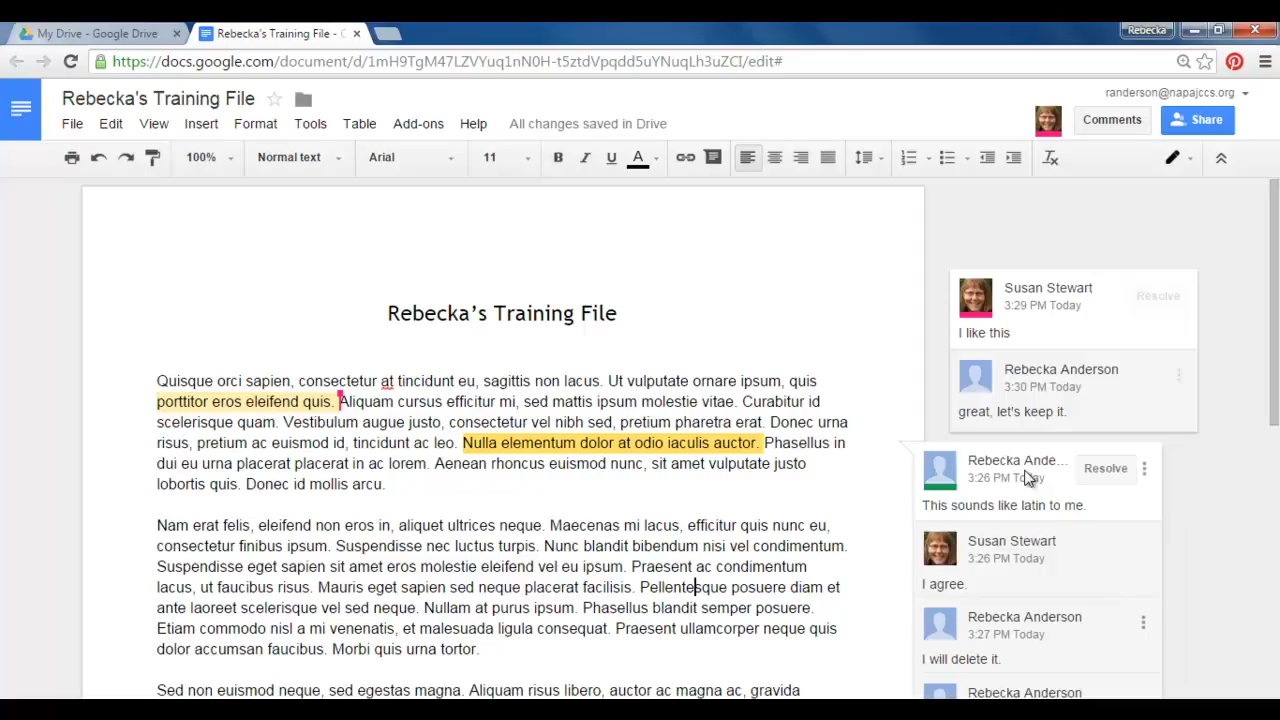 My Drive - Google Drive
Rebecka's Training File - G
Rebecka
https://docs.google.com/document/d/1mH9TgM47LZVYuq1nN0H-t5ztdVpqdd5uYNuqLh3uZCI/edit#
Rebecka's Training File
randerson@napajccs.org
File Edit View Insert Format Tools Table Add-ons Help All changes saved in Drive
Comments
Share
100% Normal text Arial 11 B I U A
Rebecka's Training File
Quisque orci sapien, consectetur at tincidunt eu, sagittis non lacus. Ut vulputate ornare ipsum, quis
porttitor eros eleifend quis. Aliquam cursus efficitur mi, sed mattis ipsum molestie vitae. Curabitur id
scelerisque quam. Vestibulum augue justo, consectetur vel nibh sed, pretium pharetra erat. Donec urna
risus, pretium ac euismod id, tincidunt ac leo. Nulla elementum dolor at odio iaculis auctor. Phasellus in
dui eu urna placerat placerat in ac lorem. Aenean rhoncus euismod nunc, sit amet vulputate justo
lobortis quis. Donec id mollis arcu.
Nam erat felis, eleifend non eros in, aliquet ultrices neque. Maecenas mi lacus, efficitur quis nunc eu,
consectetur finibus ipsum. Suspendisse nec luctus turpis. Nunc blandit bibendum nisi vel condimentum.
Suspendisse eget sapien sit amet eros molestie eleifend vel eu ipsum. Praesent ac condimentum
lacus, ut faucibus risus. Mauris eget sapien sed neque placerat facilisis. Pellentesque posuere diam et
ante laoreet scelerisque vel sed neque. Nullam at purus ipsum. Phasellus blandit semper posuere.
Etiam commodo nisl a mi venenatis, et malesuada ligula consequat. Praesent ullamcorper neque quis
dolor accumsan faucibus. Morbi quis urna tortor.
Sed non euismod neque, sed egestas magna. Aliquam risus libero, auctor ac magna ac, gravida
Susan Stewart
3:29 PM Today
Resolve
I like this
Rebecka Anderson
3:30 PM Today
great, let's keep it.
Rebecka Ande...
3:26 PM Today
Resolve
This sounds like latin to me.
Susan Stewart
3:26 PM Today
I agree.
Rebecka Anderson
3:27 PM Today
I will delete it.
Rebecka Anderson